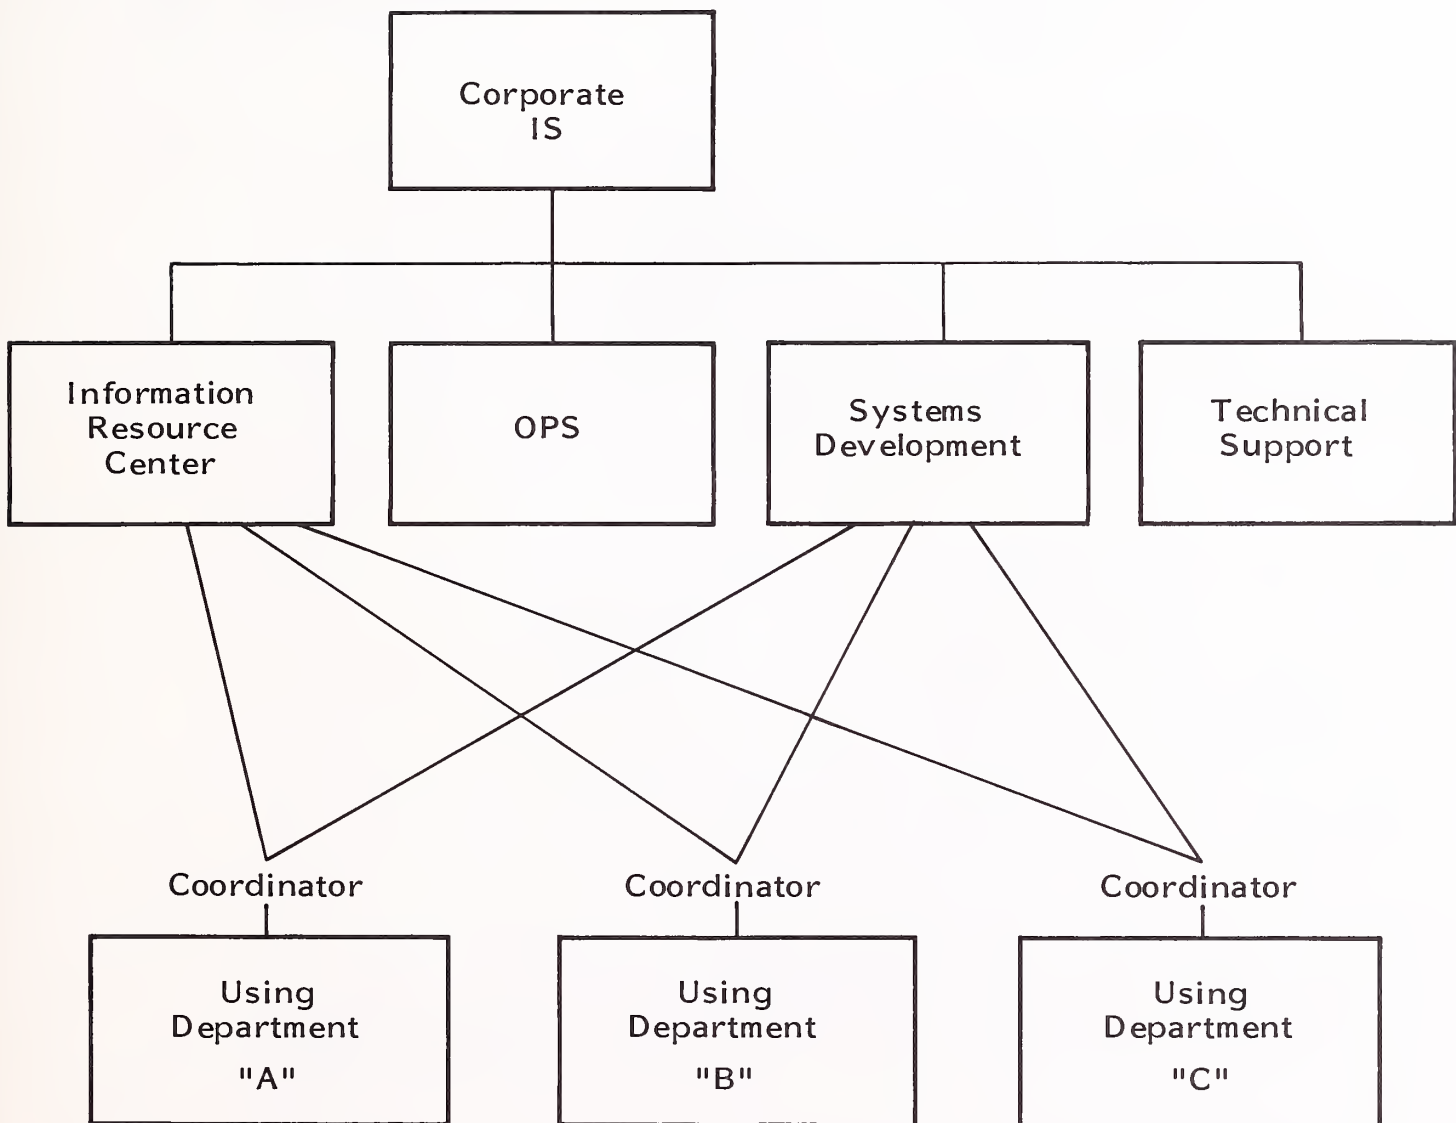 Corporate
IS
Information
Resource
Center
OPS
Systems
Development
Technical
Support
Coordinator
Coordinator
Coordinator
Using
Department
"A"
Using
Department
"B"
Using
Department
"C"